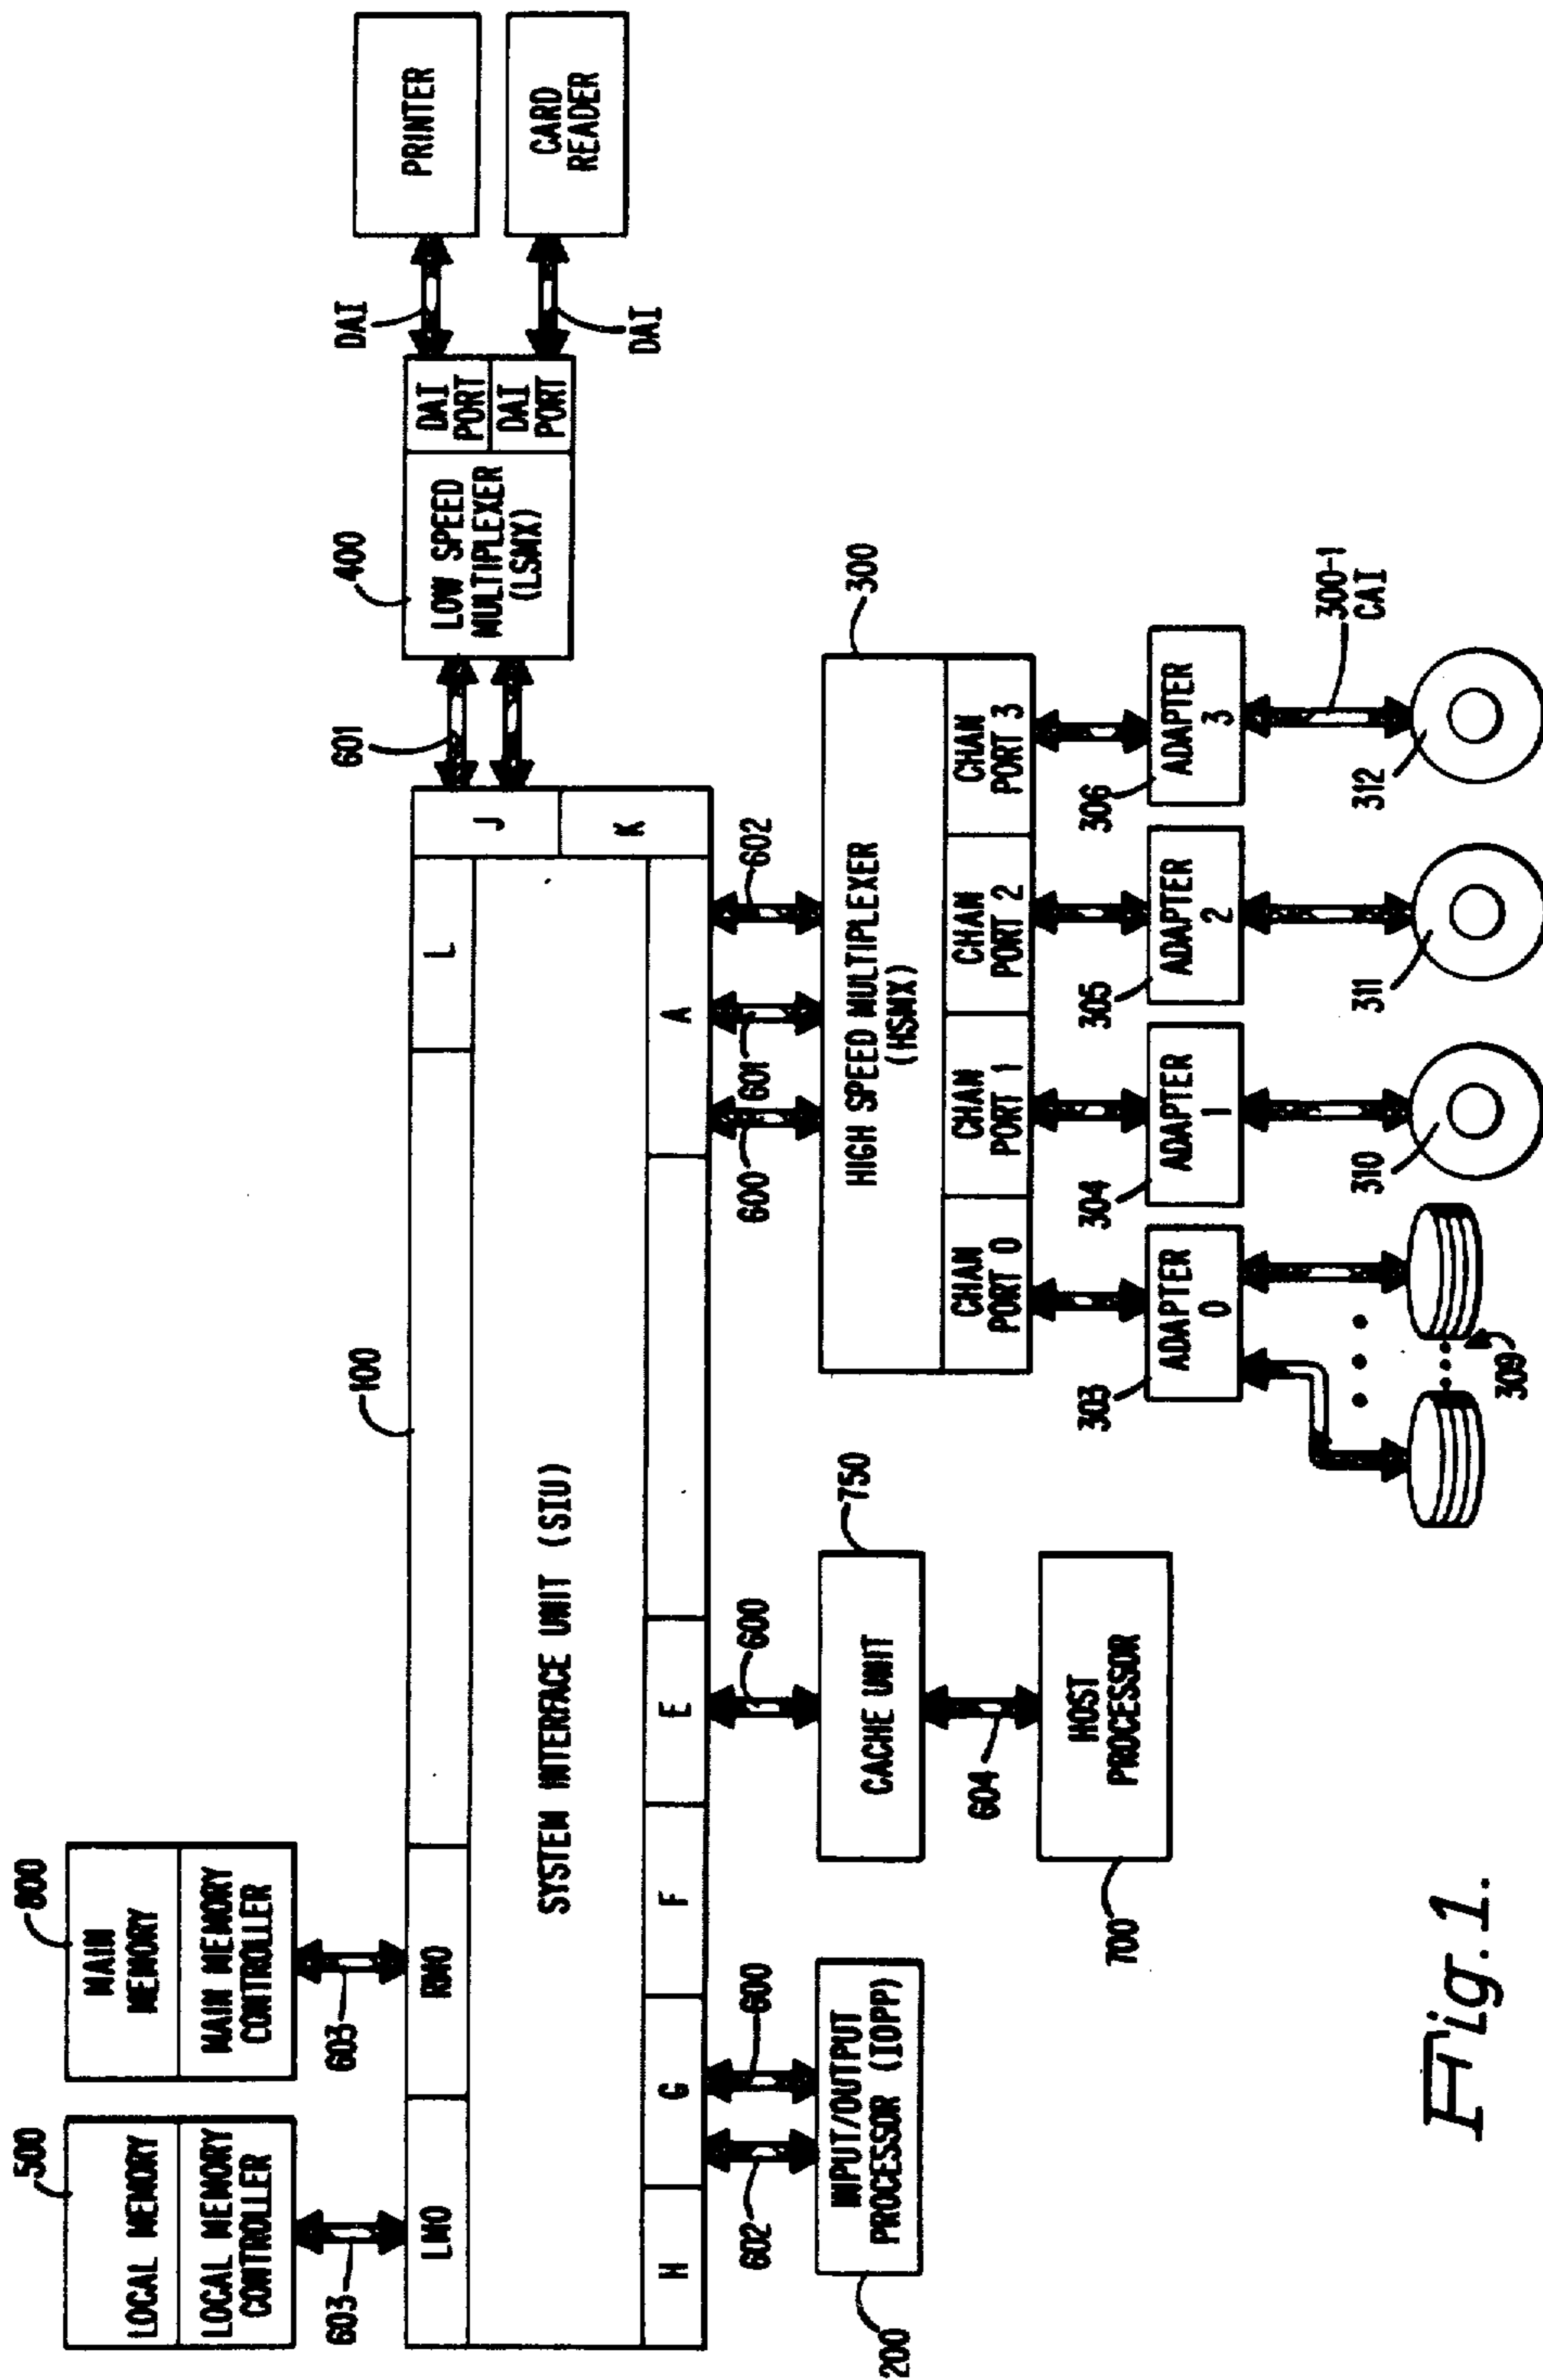 500
LOCAL MEMORY
LOCAL MEMORY
CONTROLLER
603
800
MAIN
MEMORY
MAIN MEMORY
CONTROLLER
603
100
LMO
RMO
L
J
K
SYSTEM INTERFACE UNIT (SIU)
H
G
F
E
A
601
400
LOW SPEED
MULTIPLEXER
(LSMX)
DAI
PORT
DAI
PORT
DAI
DAI
PRINTER
CARD
READER
602
600
INPUT/OUTPUT
PROCESSOR (IOPP)
200
600
CACHE UNIT
750
604
HOST
PROCESSOR
700
600
601
602
300
HIGH SPEED MULTIPLEXER
(HSMX)
CHAN
PORT 0
CHAN
PORT 1
CHAN
PORT 2
CHAN
PORT 3
303
ADAPTER
0
304
ADAPTER
1
305
ADAPTER
2
306
ADAPTER
3
300-1
CAI
309
310
311
312
Fig. 1.